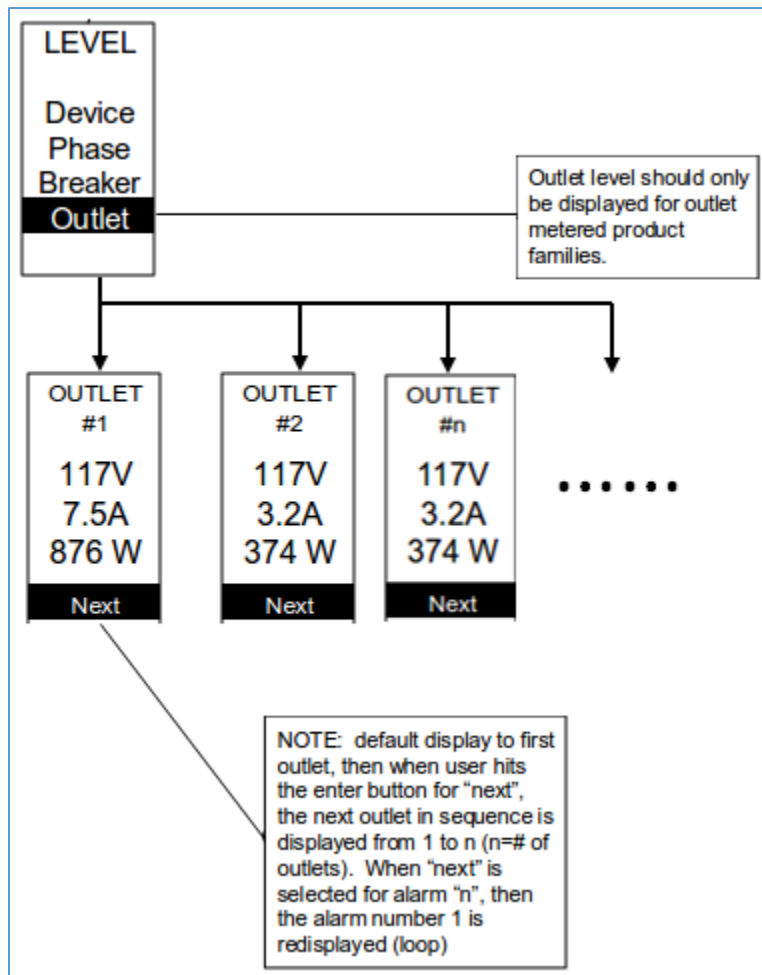 LEVEL
Device
Phase
Breaker
Outlet
Outlet level should only
be displayed for outlet
metered product
families.
OUTLET
#1
117V
7.5A
876 W
Next
OUTLET
#2
117V
3.2A
374 W
Next
OUTLET
#n
117V
3.2A
374 W
Next
......
NOTE: default display to first
outlet, then when user hits
the enter button for “next”,
the next outlet in sequence is
displayed from 1 to n (n=# of
outlets). When “next” is
selected for alarm “n”, then
the alarm number 1 is
redisplayed (loop)